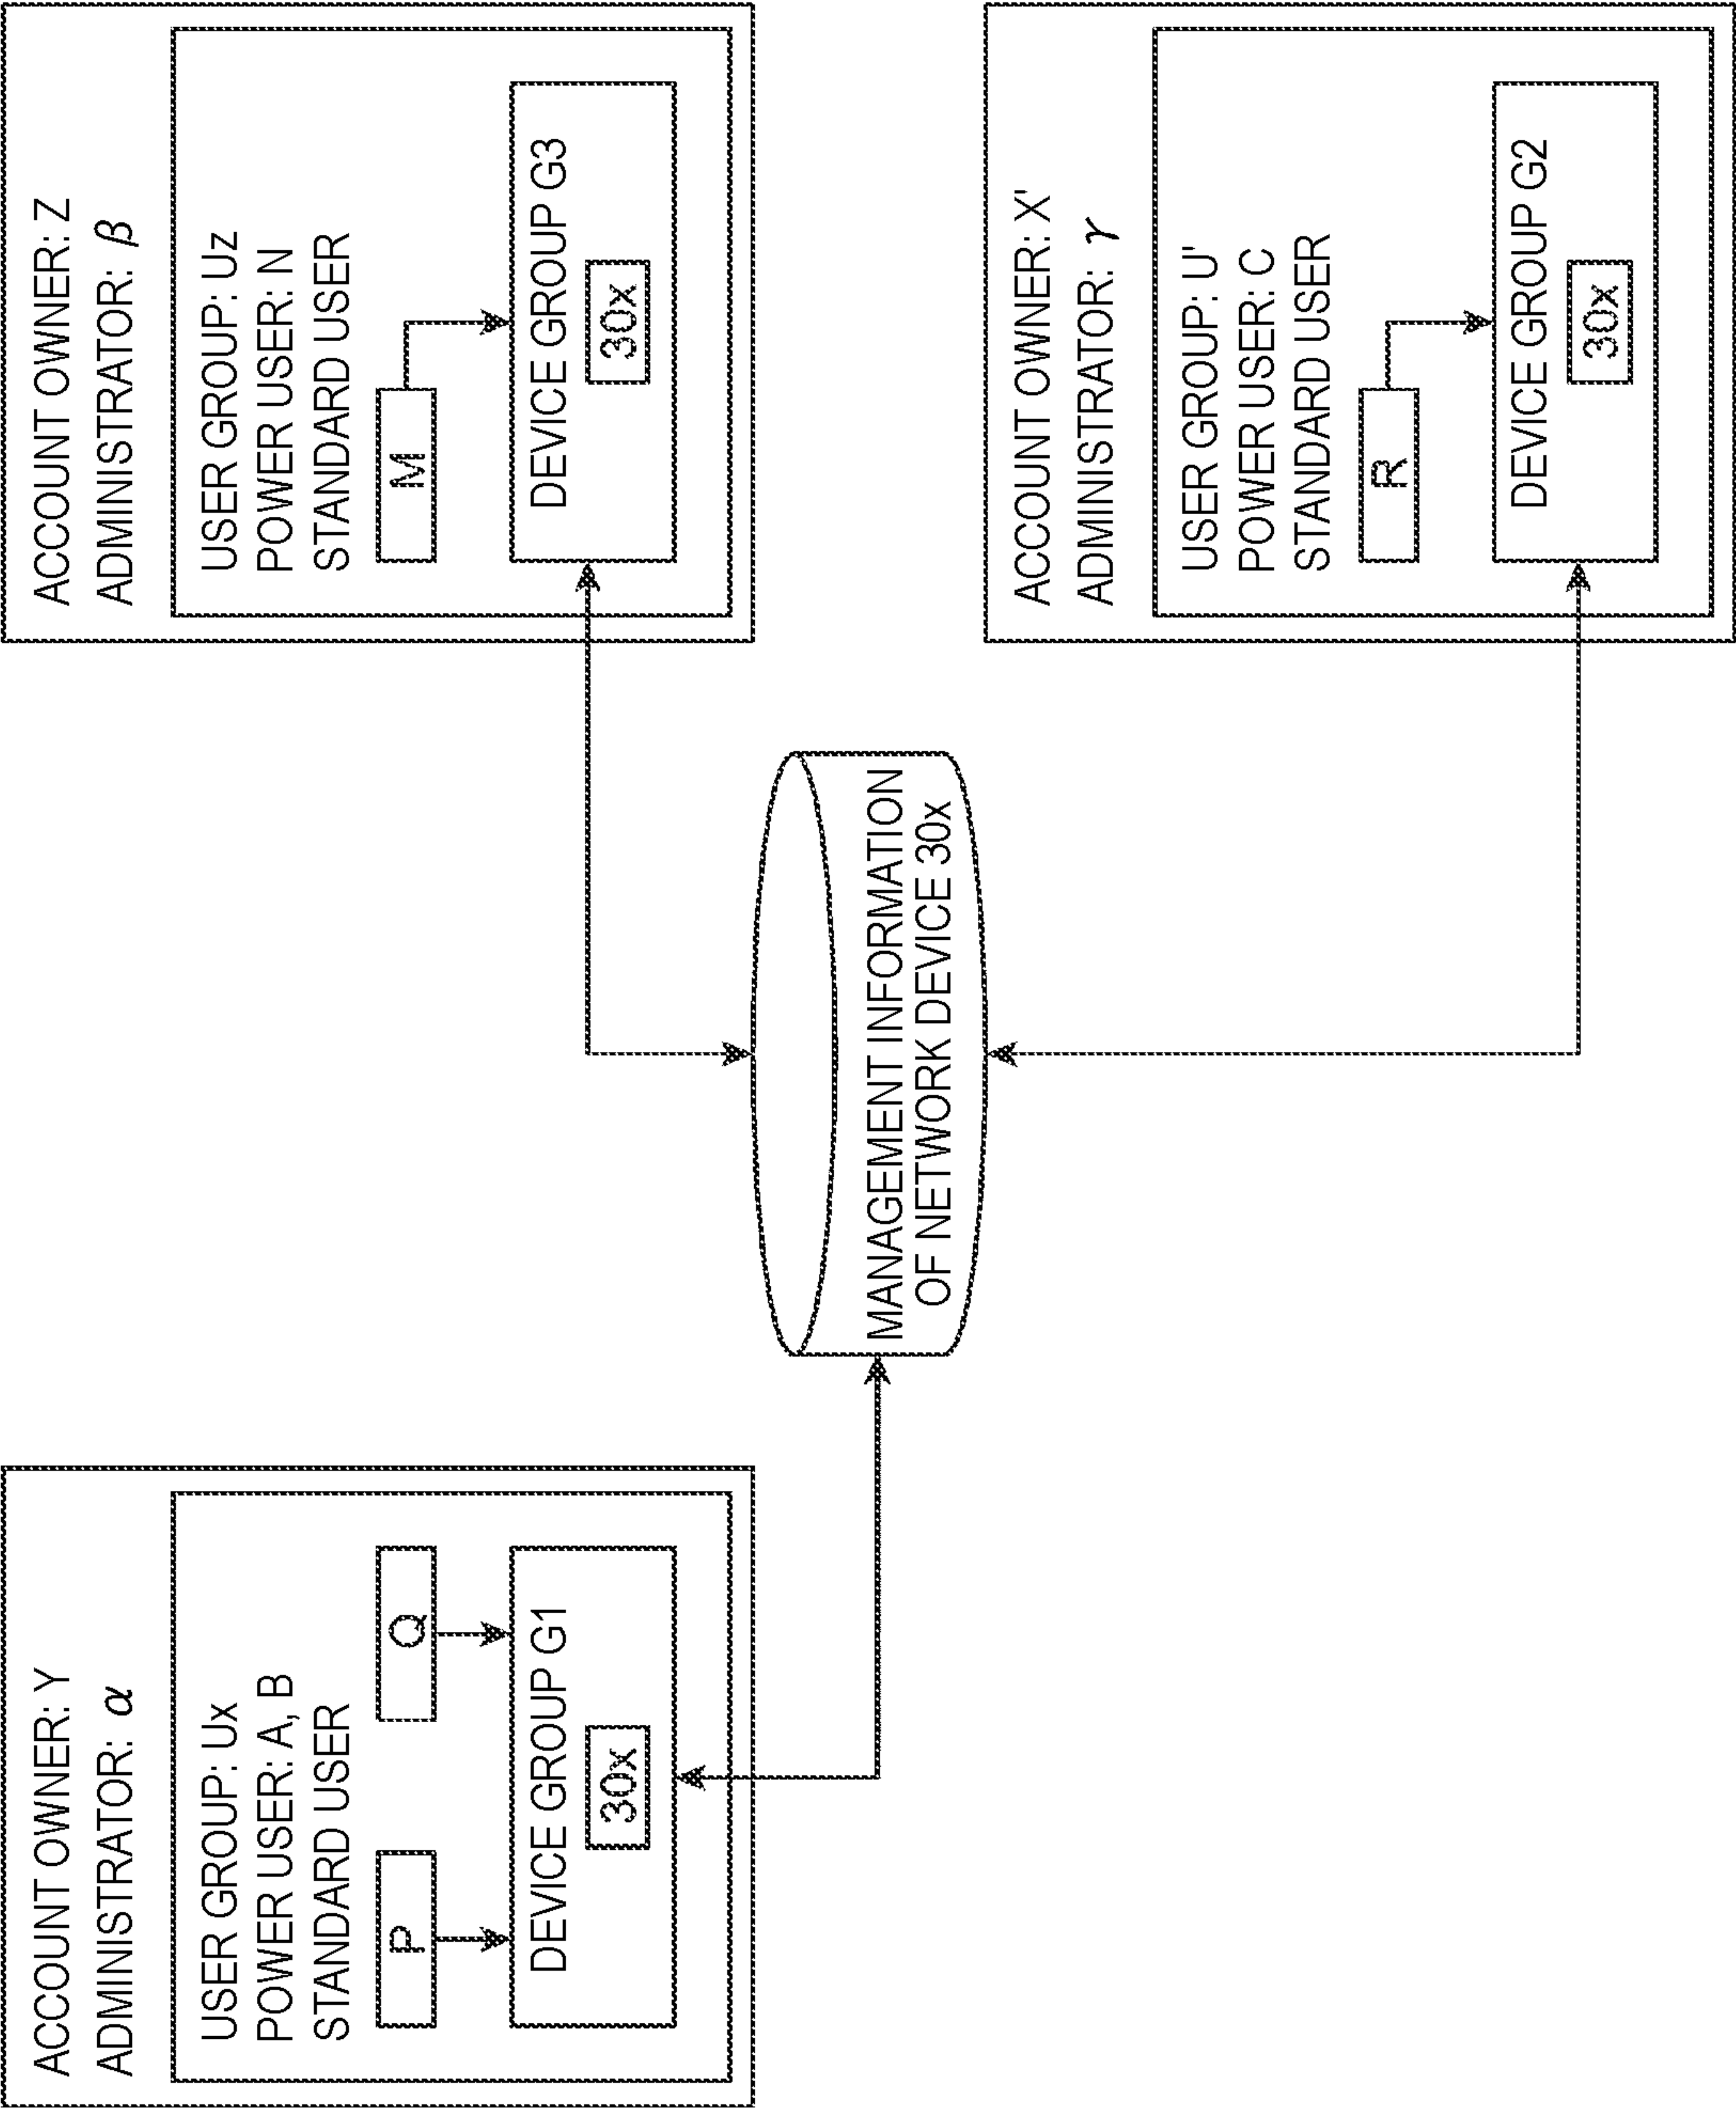 ACCOUNT OWNER: Y
ADMINISTRATOR: α
USER GROUP: Ux
POWER USER: A, B
STANDARD USER
P
Q
DEVICE GROUP G1
30x
MANAGEMENT INFORMATION
OF NETWORK DEVICE 30x
ACCOUNT OWNER: Z
ADMINISTRATOR: β
USER GROUP: Uz
POWER USER: N
STANDARD USER
M
DEVICE GROUP G3
30x
ACCOUNT OWNER: X'
ADMINISTRATOR: γ
USER GROUP: U'
POWER USER: C
STANDARD USER
R
DEVICE GROUP G2
30x